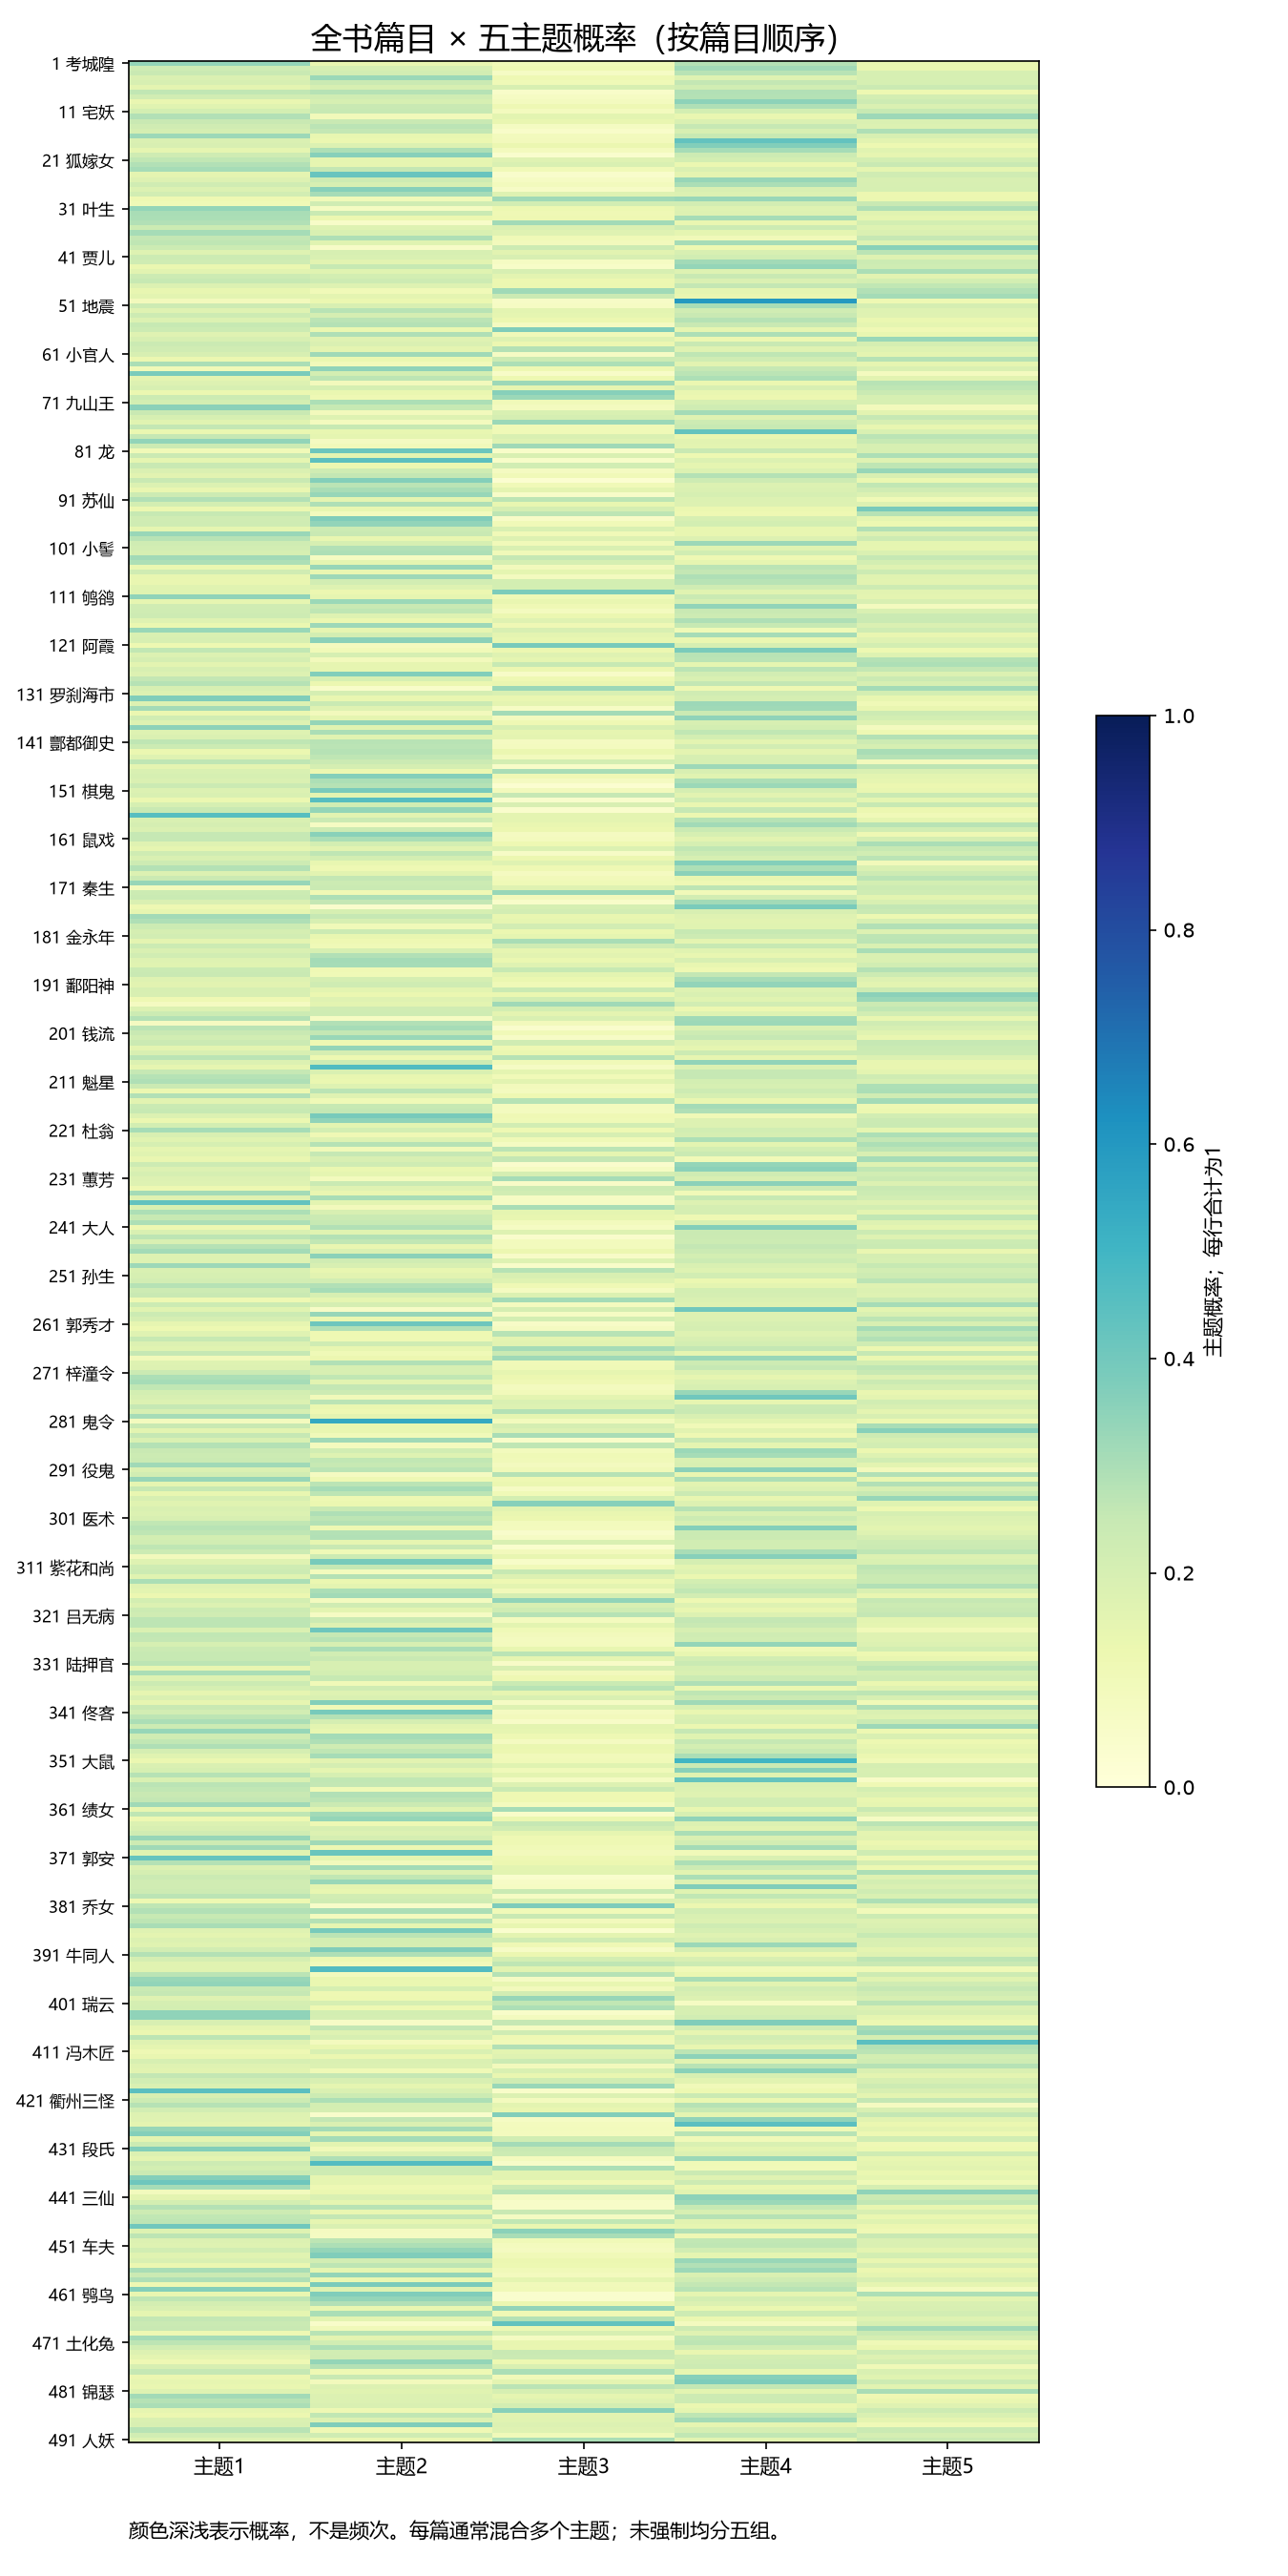 全书篇目 × 五主题概率（按篇目顺序）
1 考城隍
11 宅妖
21 狐嫁女
31 叶生
41 贾儿
51 地震
61 小官人
71 九山王
81 龙
91 苏仙
101 小髻
111 鸲鹆
121 阿霞
131 罗刹海市
141 酆都御史
151 棋鬼
161 鼠戏
171 秦生
181 金永年
191 鄱阳神
201 钱流
211 魁星
221 杜翁
231 蕙芳
241 大人
251 孙生
261 郭秀才
271 梓潼令
281 鬼令
291 役鬼
301 医术
311 紫花和尚
321 吕无病
331 陆押官
341 佟客
351 大鼠
361 绩女
371 郭安
381 乔女
391 牛同人
401 瑞云
411 冯木匠
421 衢州三怪
431 段氏
441 三仙
451 车夫
461 鸮鸟
471 土化兔
481 锦瑟
491 人妖
主题1
主题2
主题3
主题4
主题5
1.0
0.8
0.6
0.4
0.2
0.0
主题概率；每行合计为1
颜色深浅表示概率，不是频次。每篇通常混合多个主题；未强制均分五组。